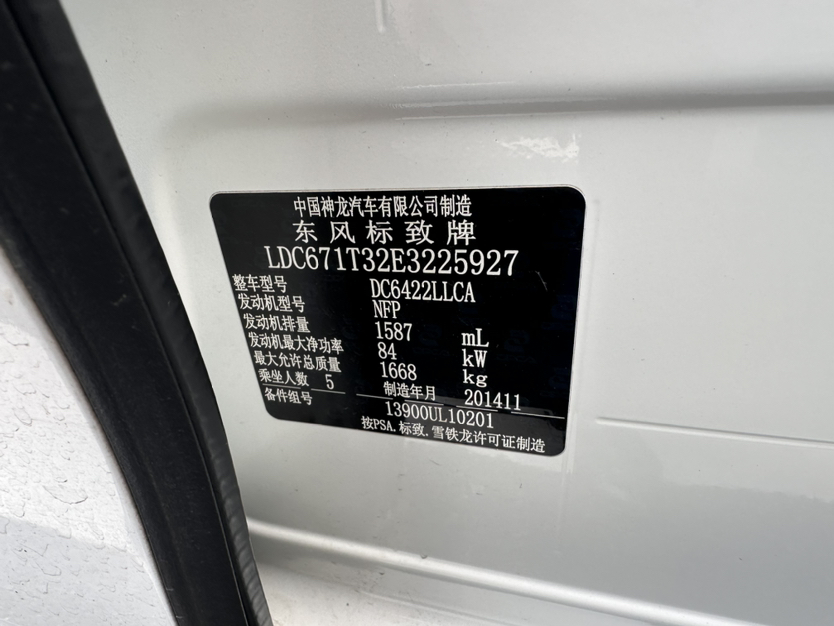 中国神龙汽车有限公司制造
东风标致牌
LDC671T32E3225927
整车型号 DC6422LLCA
发动机型号 NFP
发动机排量 1587 mL
发动机最大净功率 84 kW
最大允许总质量 1668 kg
乘坐人数 5 制造年月 201411
备件组号 13900UL10201
按PSA.标致.雪铁龙许可证制造